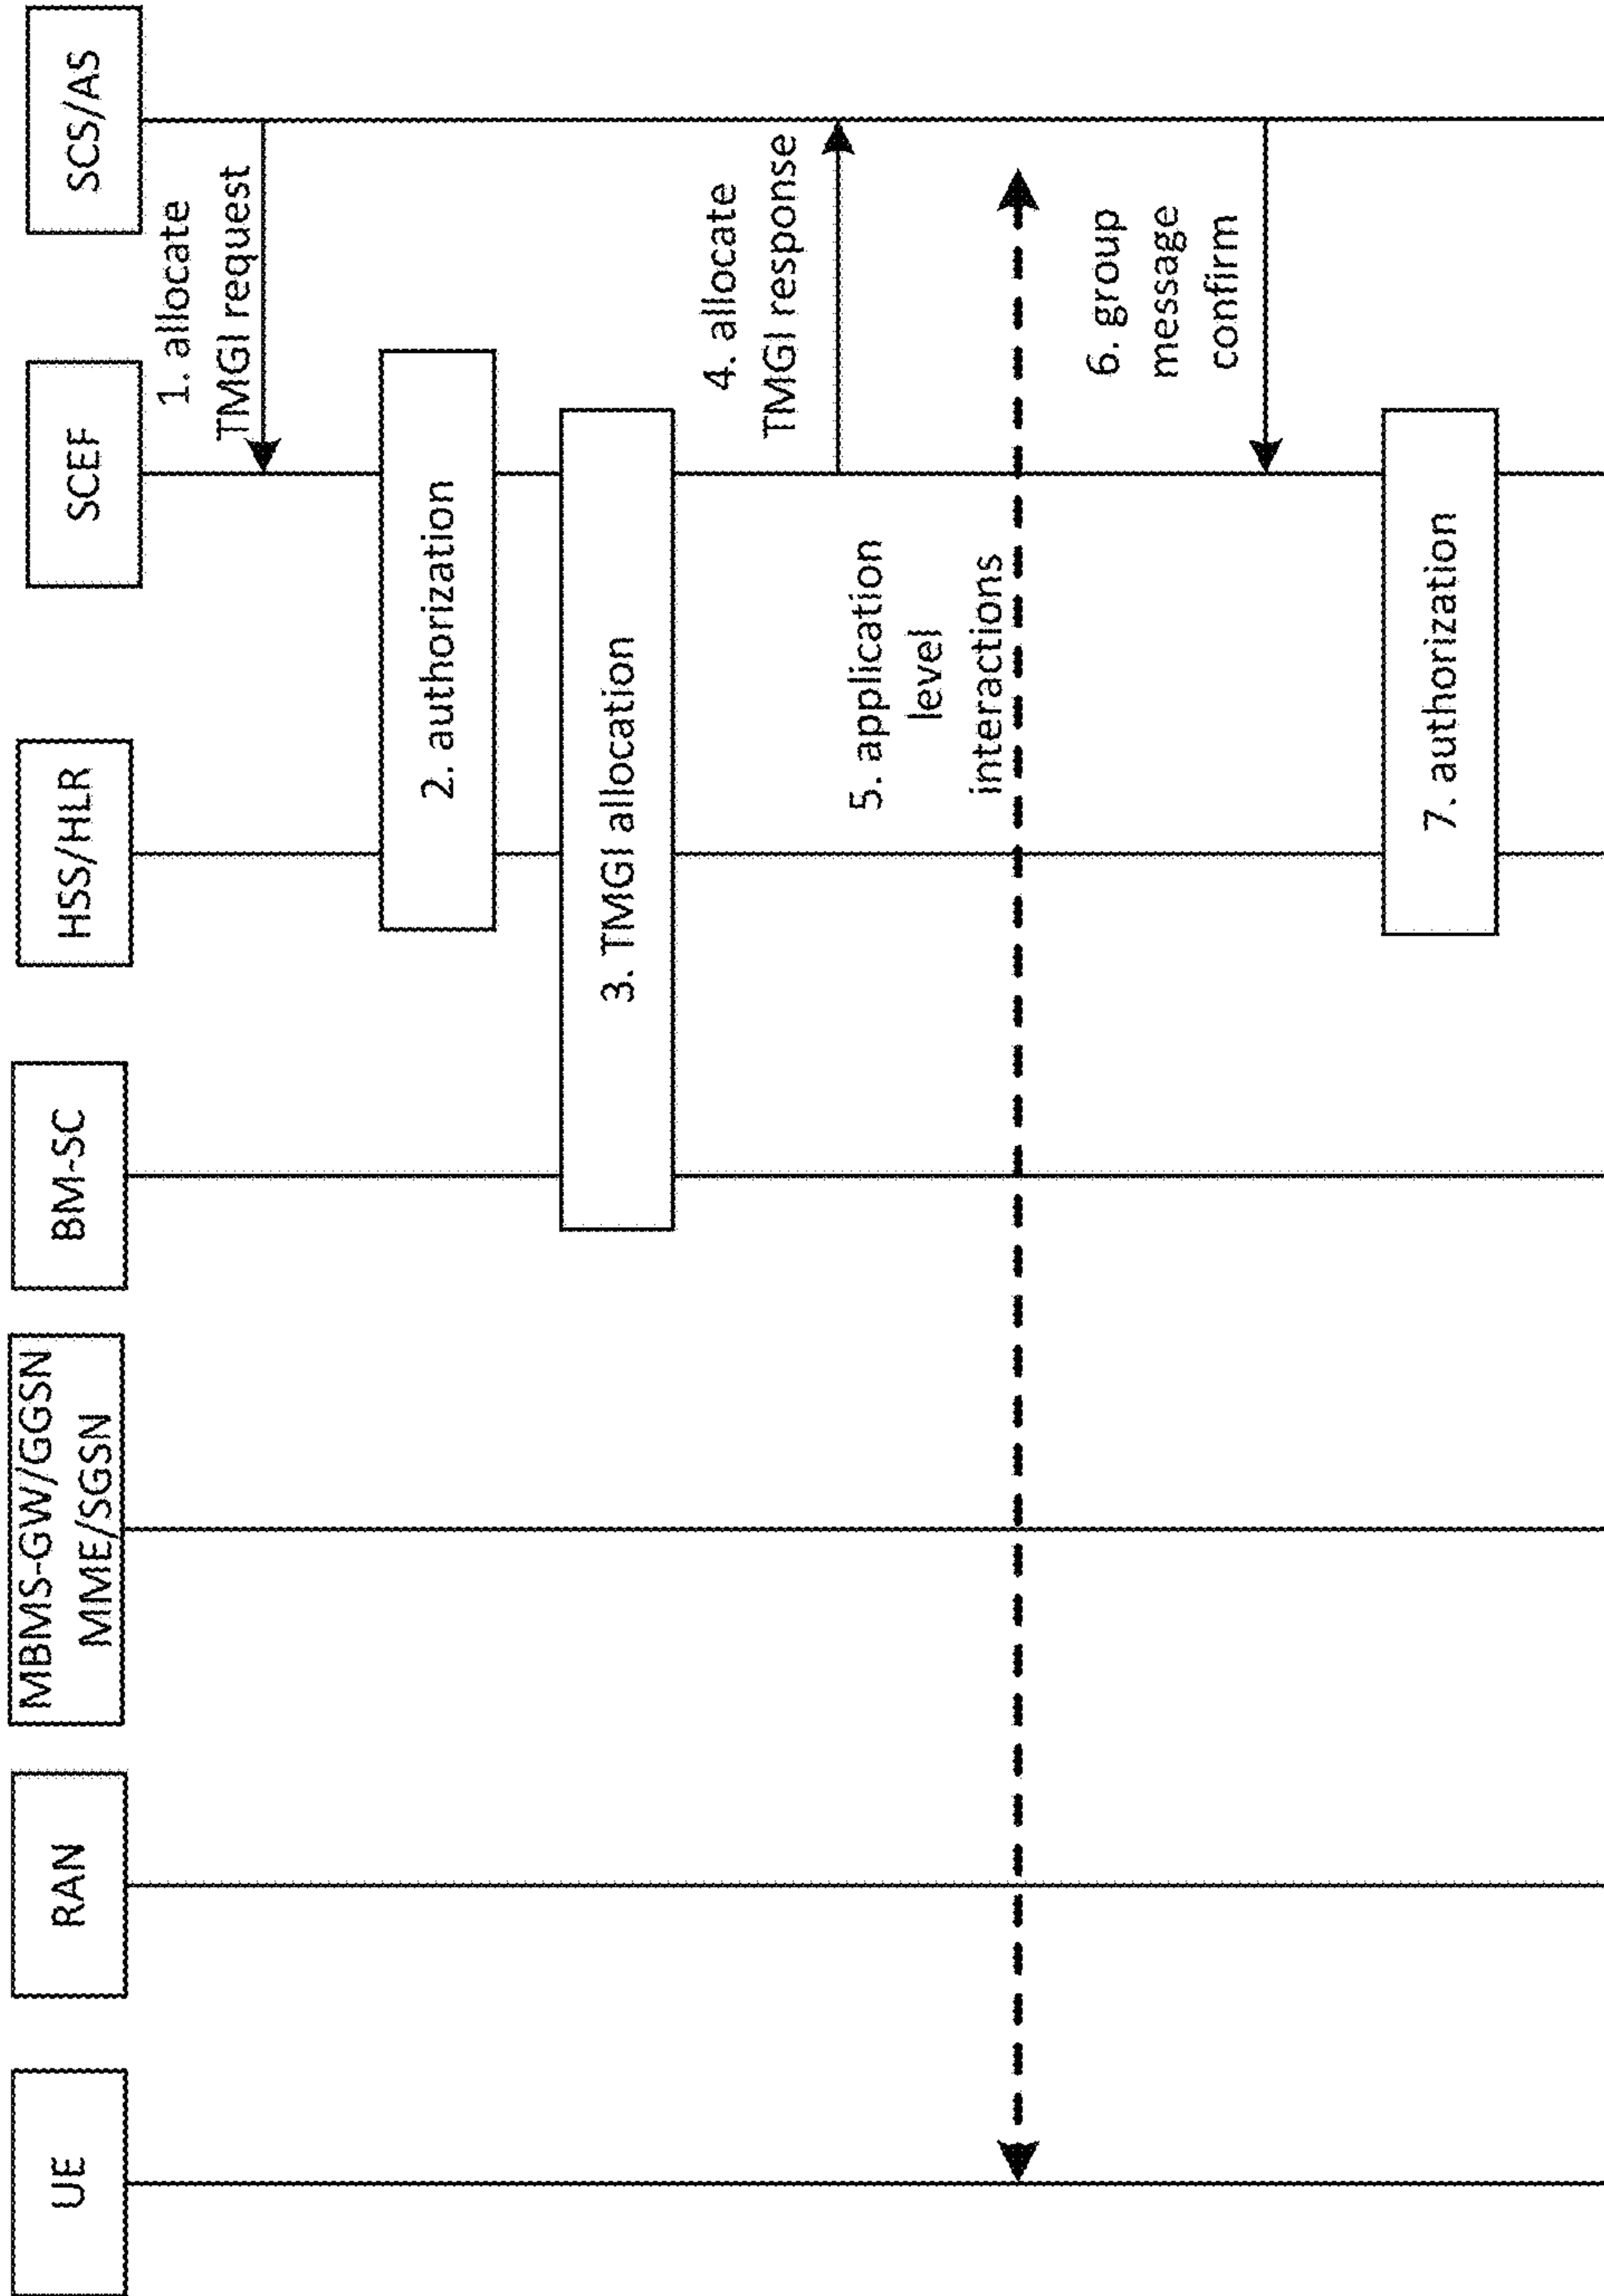 UE
RAN
MBMS-GW/GGSN
MME/SGSN
BM-SC
HSS/HLR
SCEF
SCS/AS
1. allocate
TMGI request
2. authorization
3. TMGI allocation
4. allocate
TMGI response
5. application
level
interactions
6. group
message
confirm
7. authorization